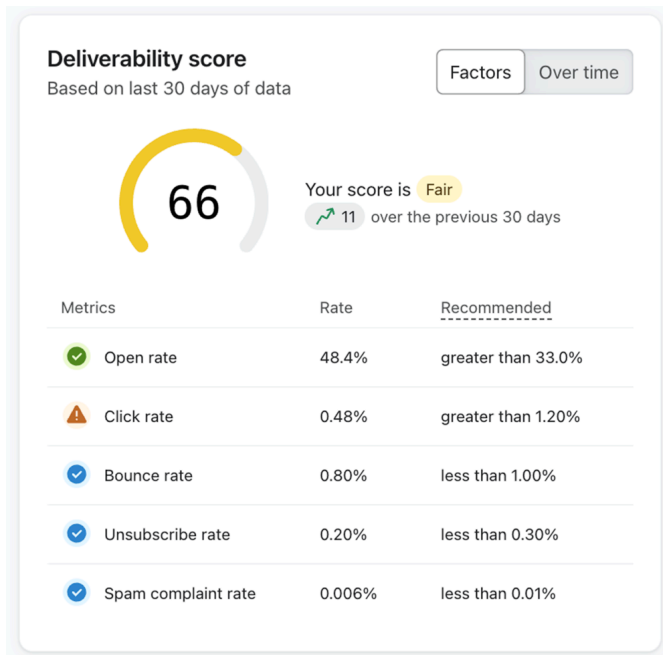 Deliverability score
Based on last 30 days of data
Factors
Over time
66
Your score is Fair
11 over the previous 30 days
Metrics Rate Recommended
Open rate 48.4% greater than 33.0%
Click rate 0.48% greater than 1.20%
Bounce rate 0.80% less than 1.00%
Unsubscribe rate 0.20% less than 0.30%
Spam complaint rate 0.006% less than 0.01%